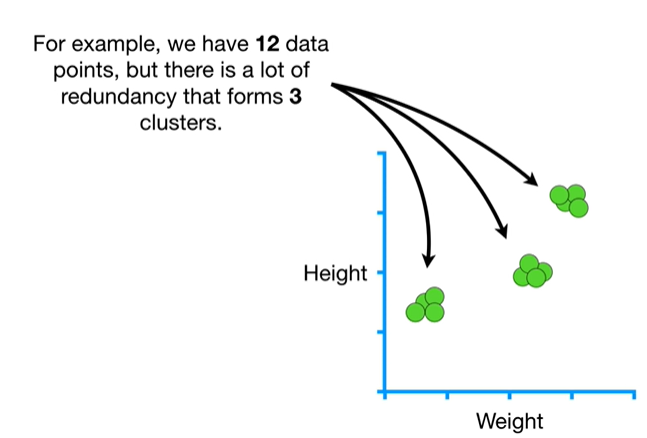 For example, we have 12 data
points, but there is a lot of
redundancy that forms 3
clusters.
Height
Weight